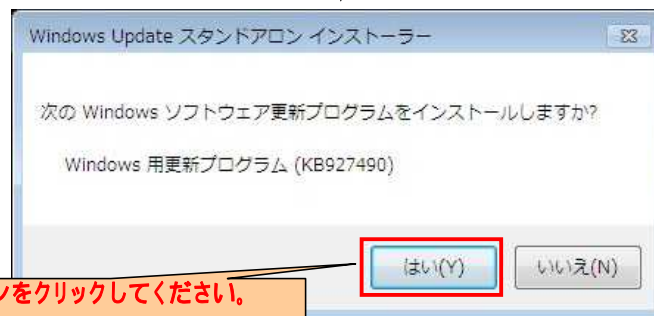 Windows Update スタンドアロン インストーラー
次の Windows ソフトウェア更新プログラムをインストールしますか?
Windows 用更新プログラム (KB927490)
はい(Y)
いいえ(N)
ンをクリックしてください。